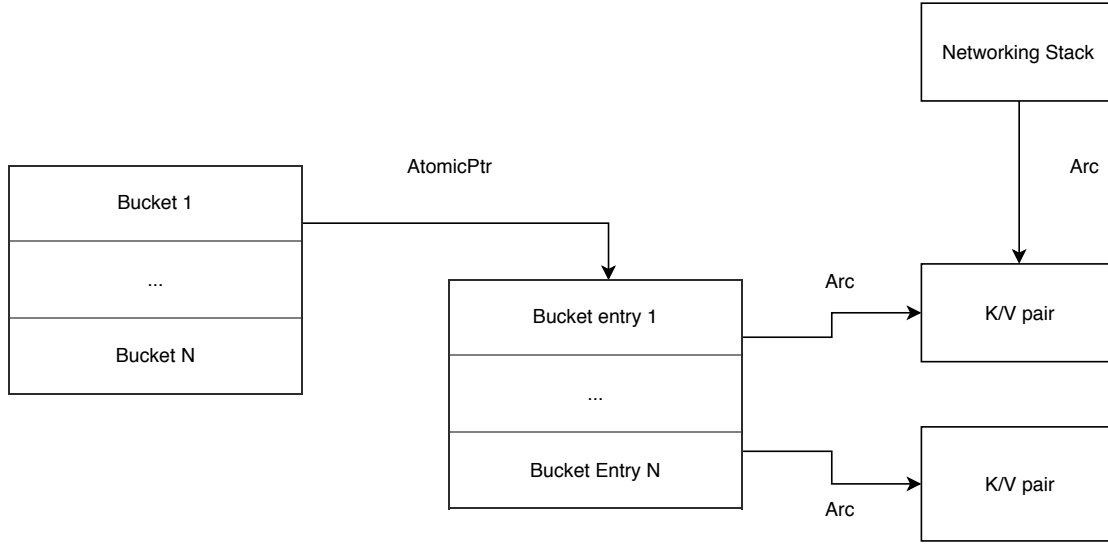 Networking Stack
AtomicPtr
Arc
Bucket 1
...
Bucket N
Arc
Bucket entry 1
...
Bucket Entry N
K/V pair
K/V pair
Arc